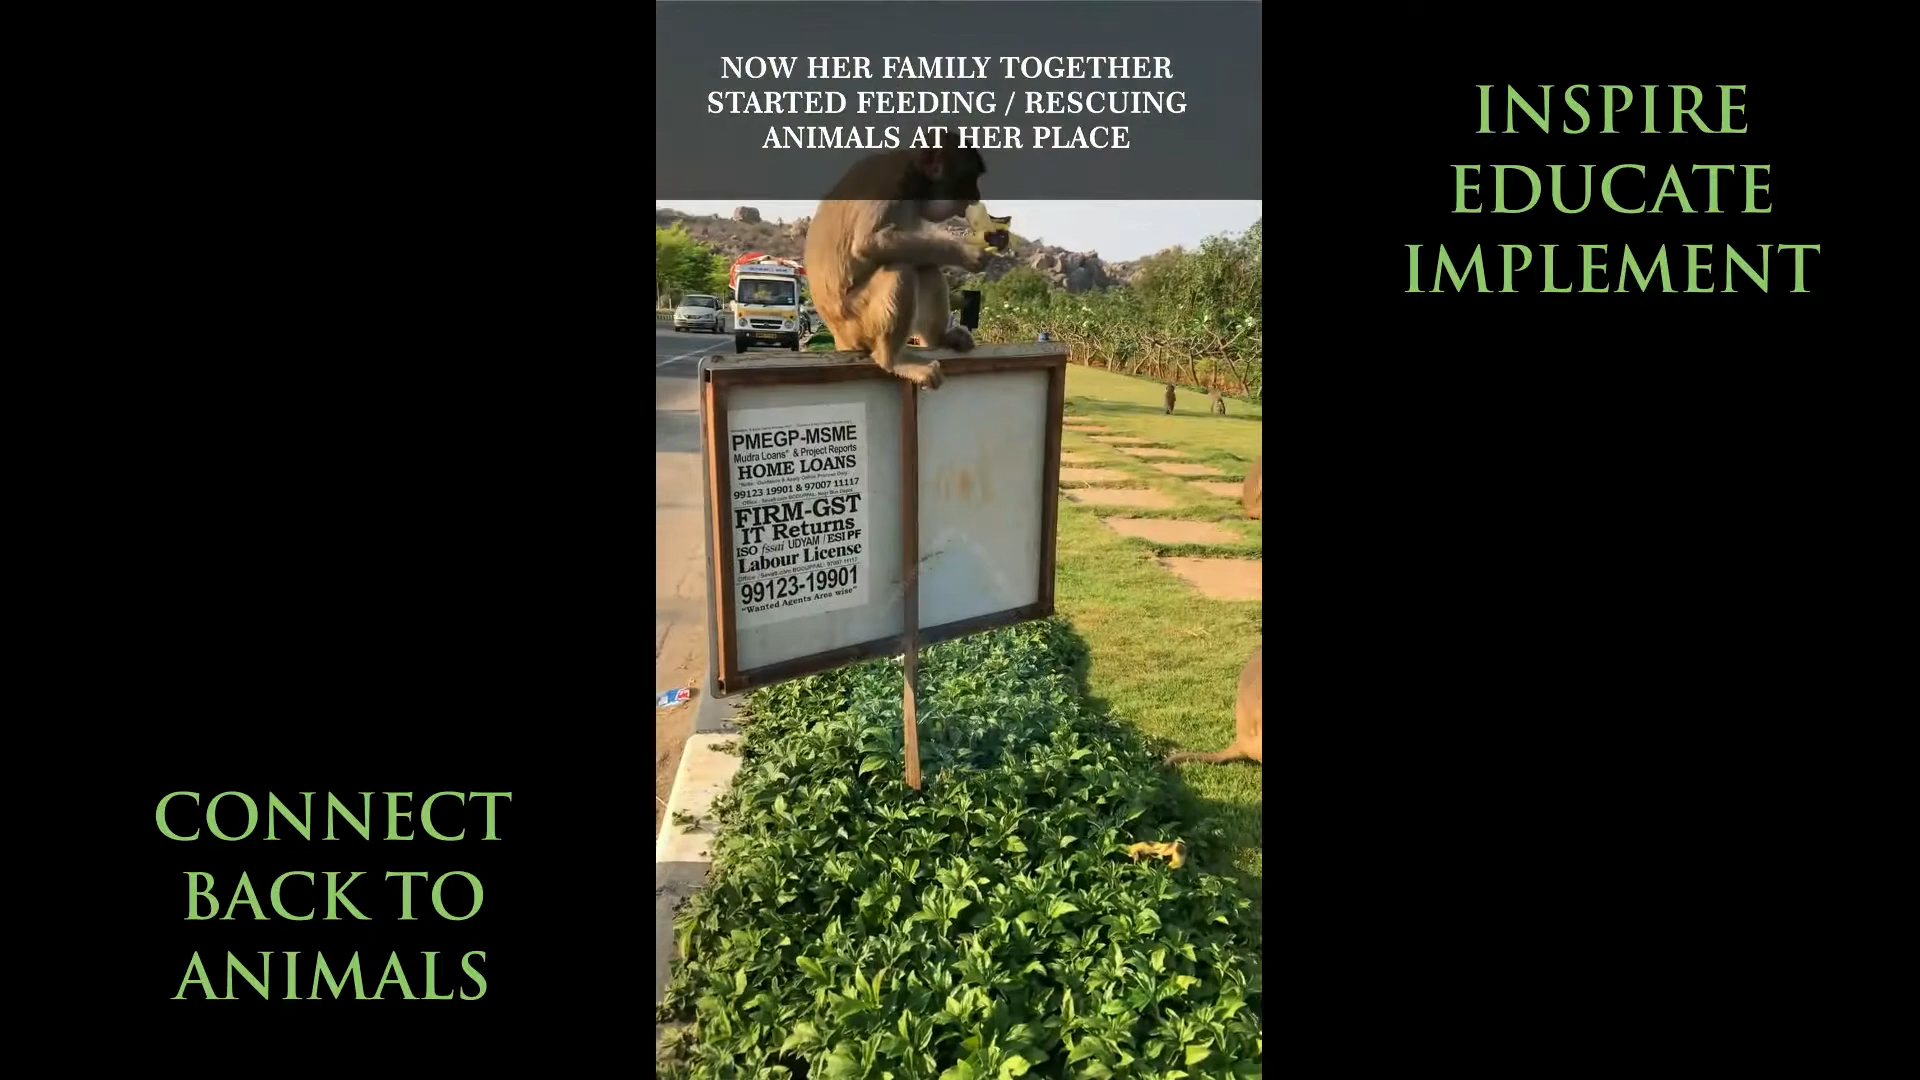 NOW HER FAMILY TOGETHER
STARTED FEEDING / RESCUING
ANIMALS AT HER PLACE
INSPIRE
EDUCATE
IMPLEMENT
PMEGP-MSME
Mudra Loans* & Project Reports
HOME LOANS
99123 19901 & 97007 11117
FIRM-GST
IT Returns
ISO fssai UDYAM / ESI PF
Labour License
99123-19901
"Wanted Agents Area wise"
CONNECT
BACK TO
ANIMALS